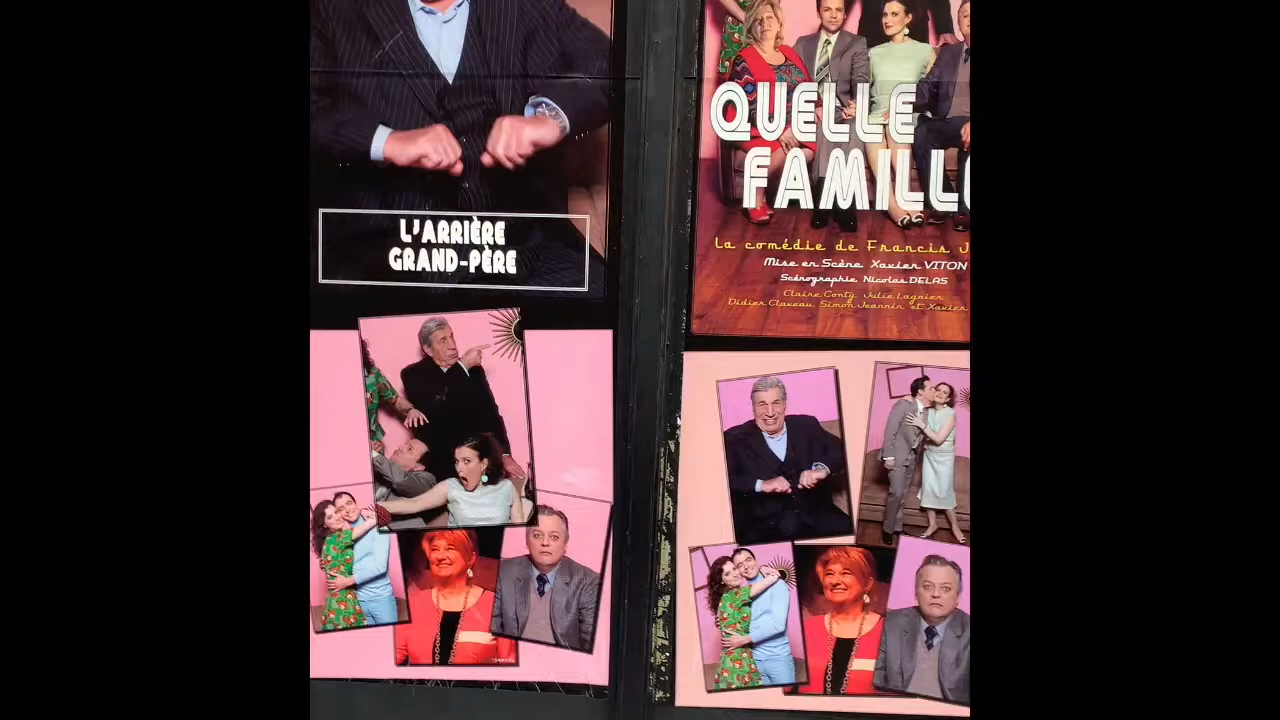 L'ARRIÈRE
GRAND-PÈRE
QUELLE
FAMILL
La comédie de Francis J
Mise en Scène Xavier VITON
Scénographie Nicolas DELAS
Claire Conty Julie Lagnier
Didier Claveau Simon Jeannin et Xavier